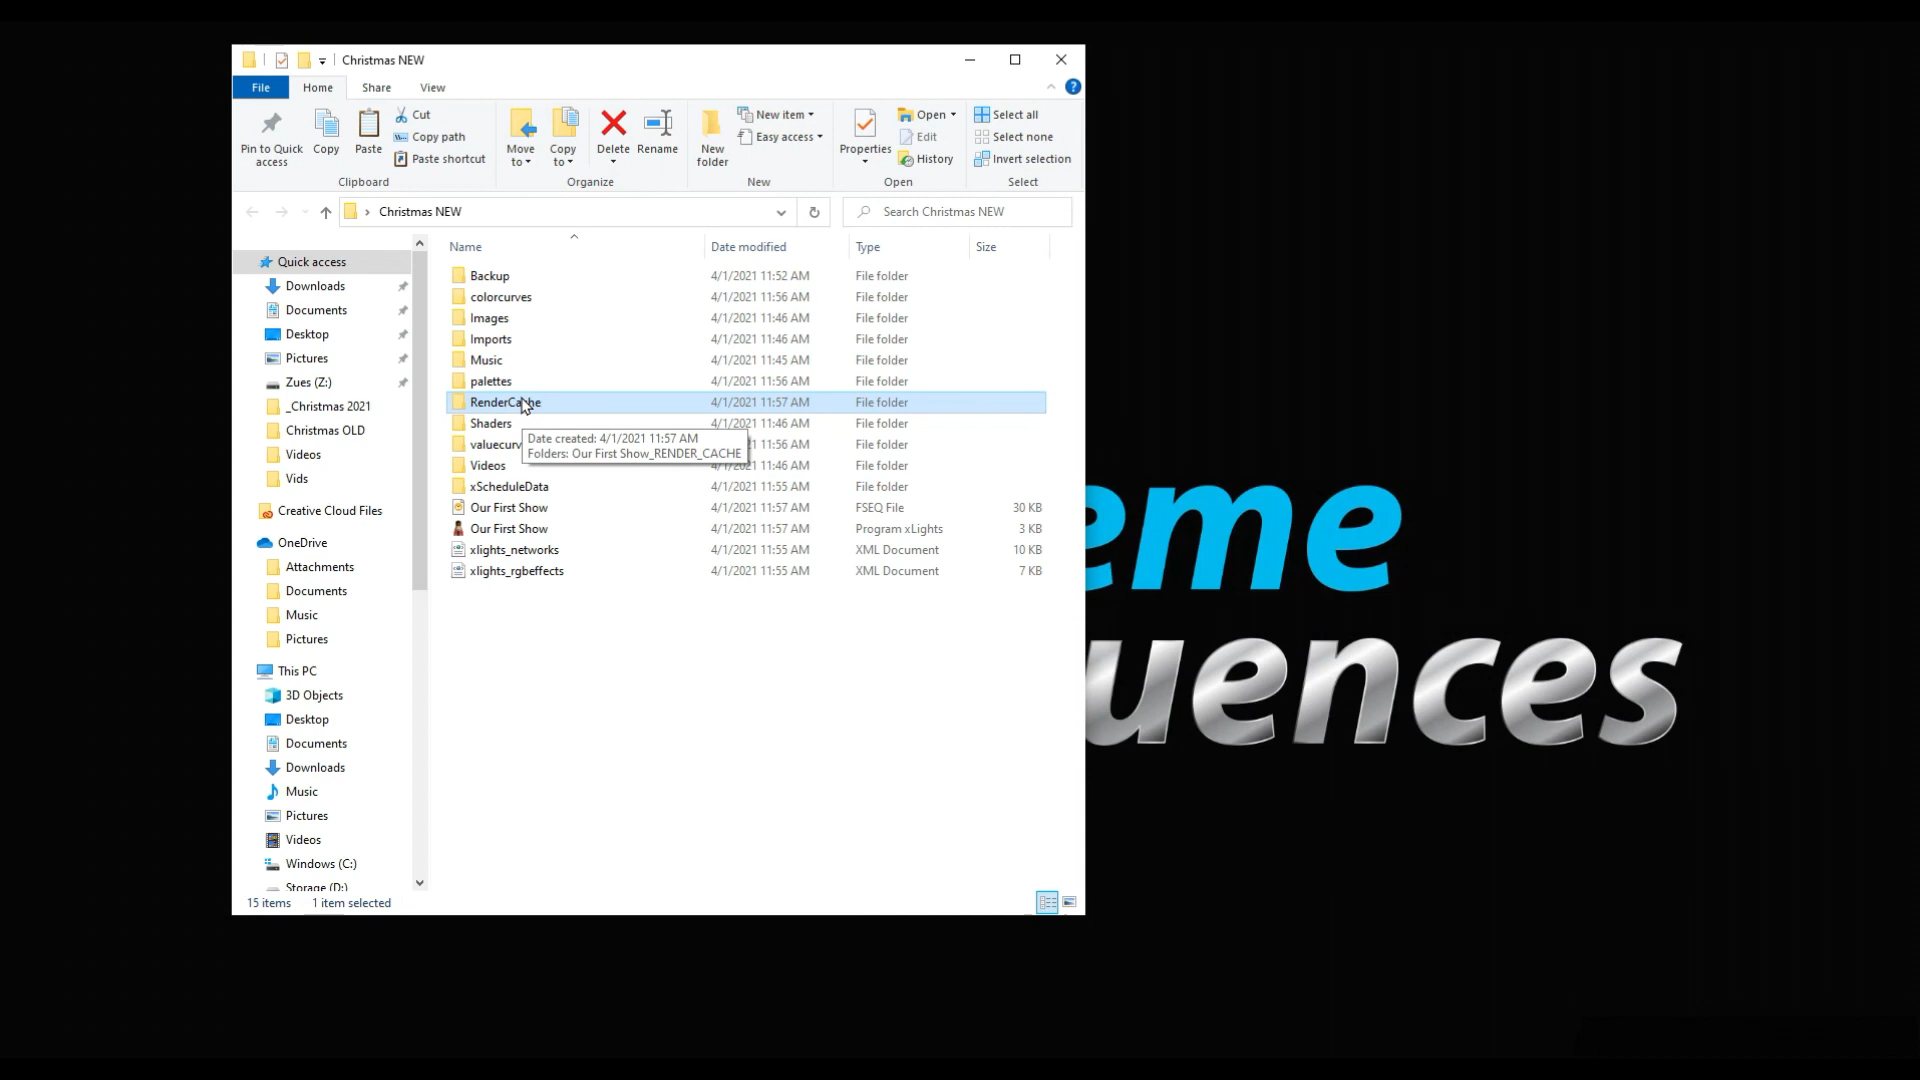 Christmas NEW
File Home Share View
Pin to Quick access
Copy
Paste
Cut
Copy path
Paste shortcut
Clipboard
Move to
Copy to
Delete
Rename
Organize
New folder
New item
Easy access
New
Properties
Open
Edit
History
Open
Select all
Select none
Invert selection
Select
Christmas NEW
Search Christmas NEW
Quick access
Downloads
Documents
Desktop
Pictures
Zues (Z:)
_Christmas 2021
Christmas OLD
Videos
Vids
Creative Cloud Files
OneDrive
Attachments
Documents
Music
Pictures
This PC
3D Objects
Desktop
Documents
Downloads
Music
Pictures
Videos
Windows (C:)
Storage (D:)
Name Date modified Type Size
Backup 4/1/2021 11:52 AM File folder
colorcurves 4/1/2021 11:56 AM File folder
Images 4/1/2021 11:46 AM File folder
Imports 4/1/2021 11:46 AM File folder
Music 4/1/2021 11:45 AM File folder
palettes 4/1/2021 11:56 AM File folder
RenderCache 4/1/2021 11:57 AM File folder
Shaders 4/1/2021 11:46 AM File folder
valuecurv 11:56 AM File folder
Date created: 4/1/2021 11:57 AM
Folders: Our First Show_RENDER_CACHE
Videos 4/1/2021 11:46 AM File folder
xScheduleData 4/1/2021 11:55 AM File folder
Our First Show 4/1/2021 11:57 AM FSEQ File 30 KB
Our First Show 4/1/2021 11:57 AM Program xLights 3 KB
xlights_networks 4/1/2021 11:55 AM XML Document 10 KB
xlights_rgbeffects 4/1/2021 11:55 AM XML Document 7 KB
15 items 1 item selected
eme
uences